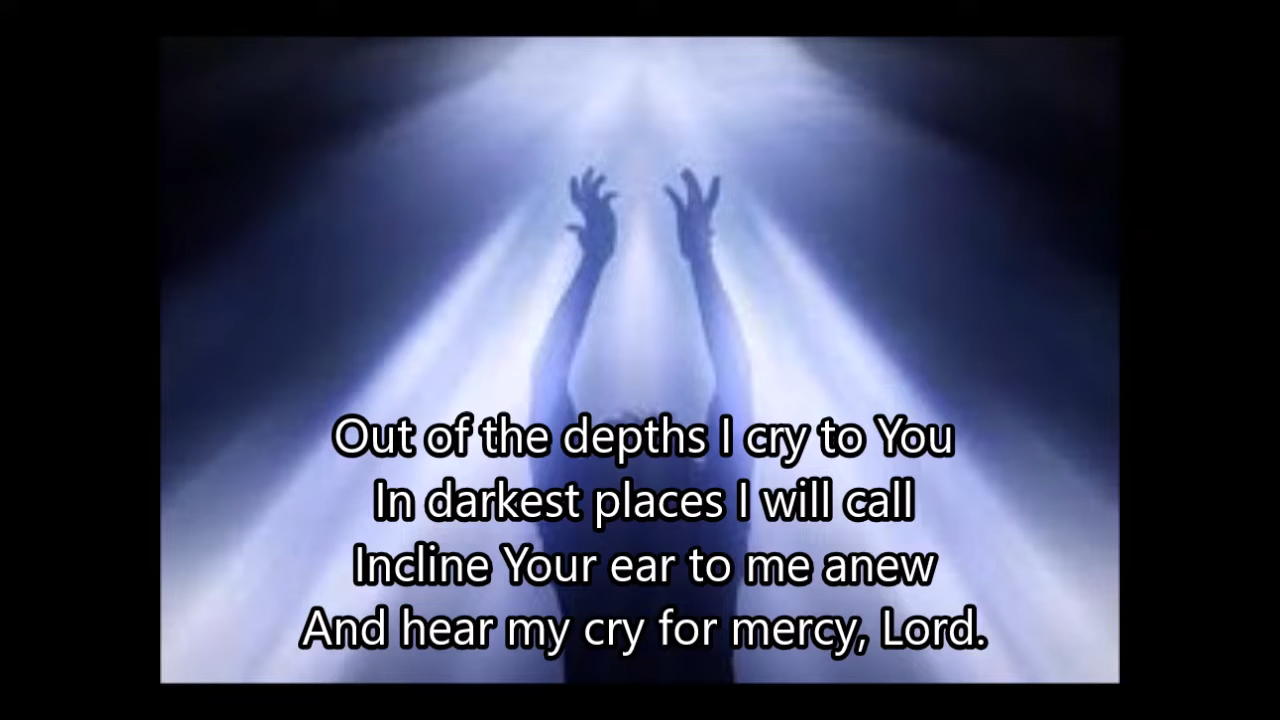 Out of the depths I cry to You
In darkest places I will call
Incline Your ear to me anew
And hear my cry for mercy, Lord.